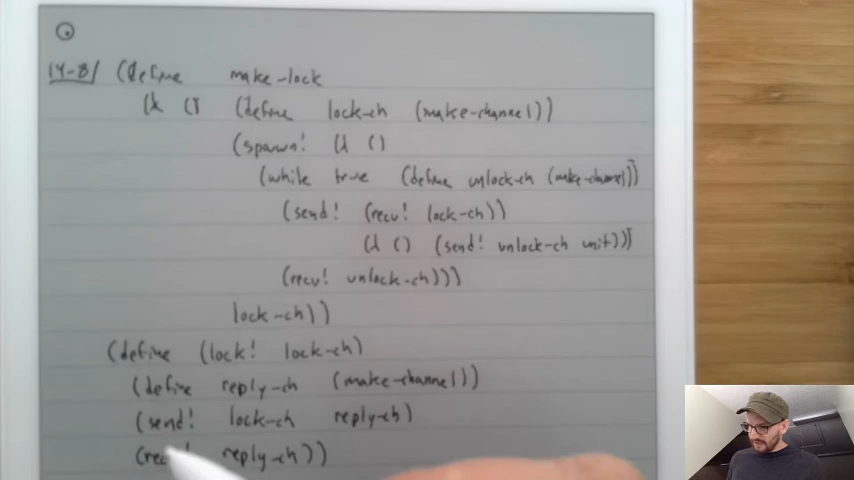 14-8/ (define make-lock
(λ () (define lock-ch (make-channel))
(spawn! (λ ()
(while true (define unlock-ch (make-channel))
(send! (recv! lock-ch))
(λ () (send! unlock-ch unit)))
(recv! unlock-ch)))
lock-ch))
(define (lock! lock-ch)
(define reply-ch (make-channel))
(send! lock-ch reply-ch)
reply-ch))